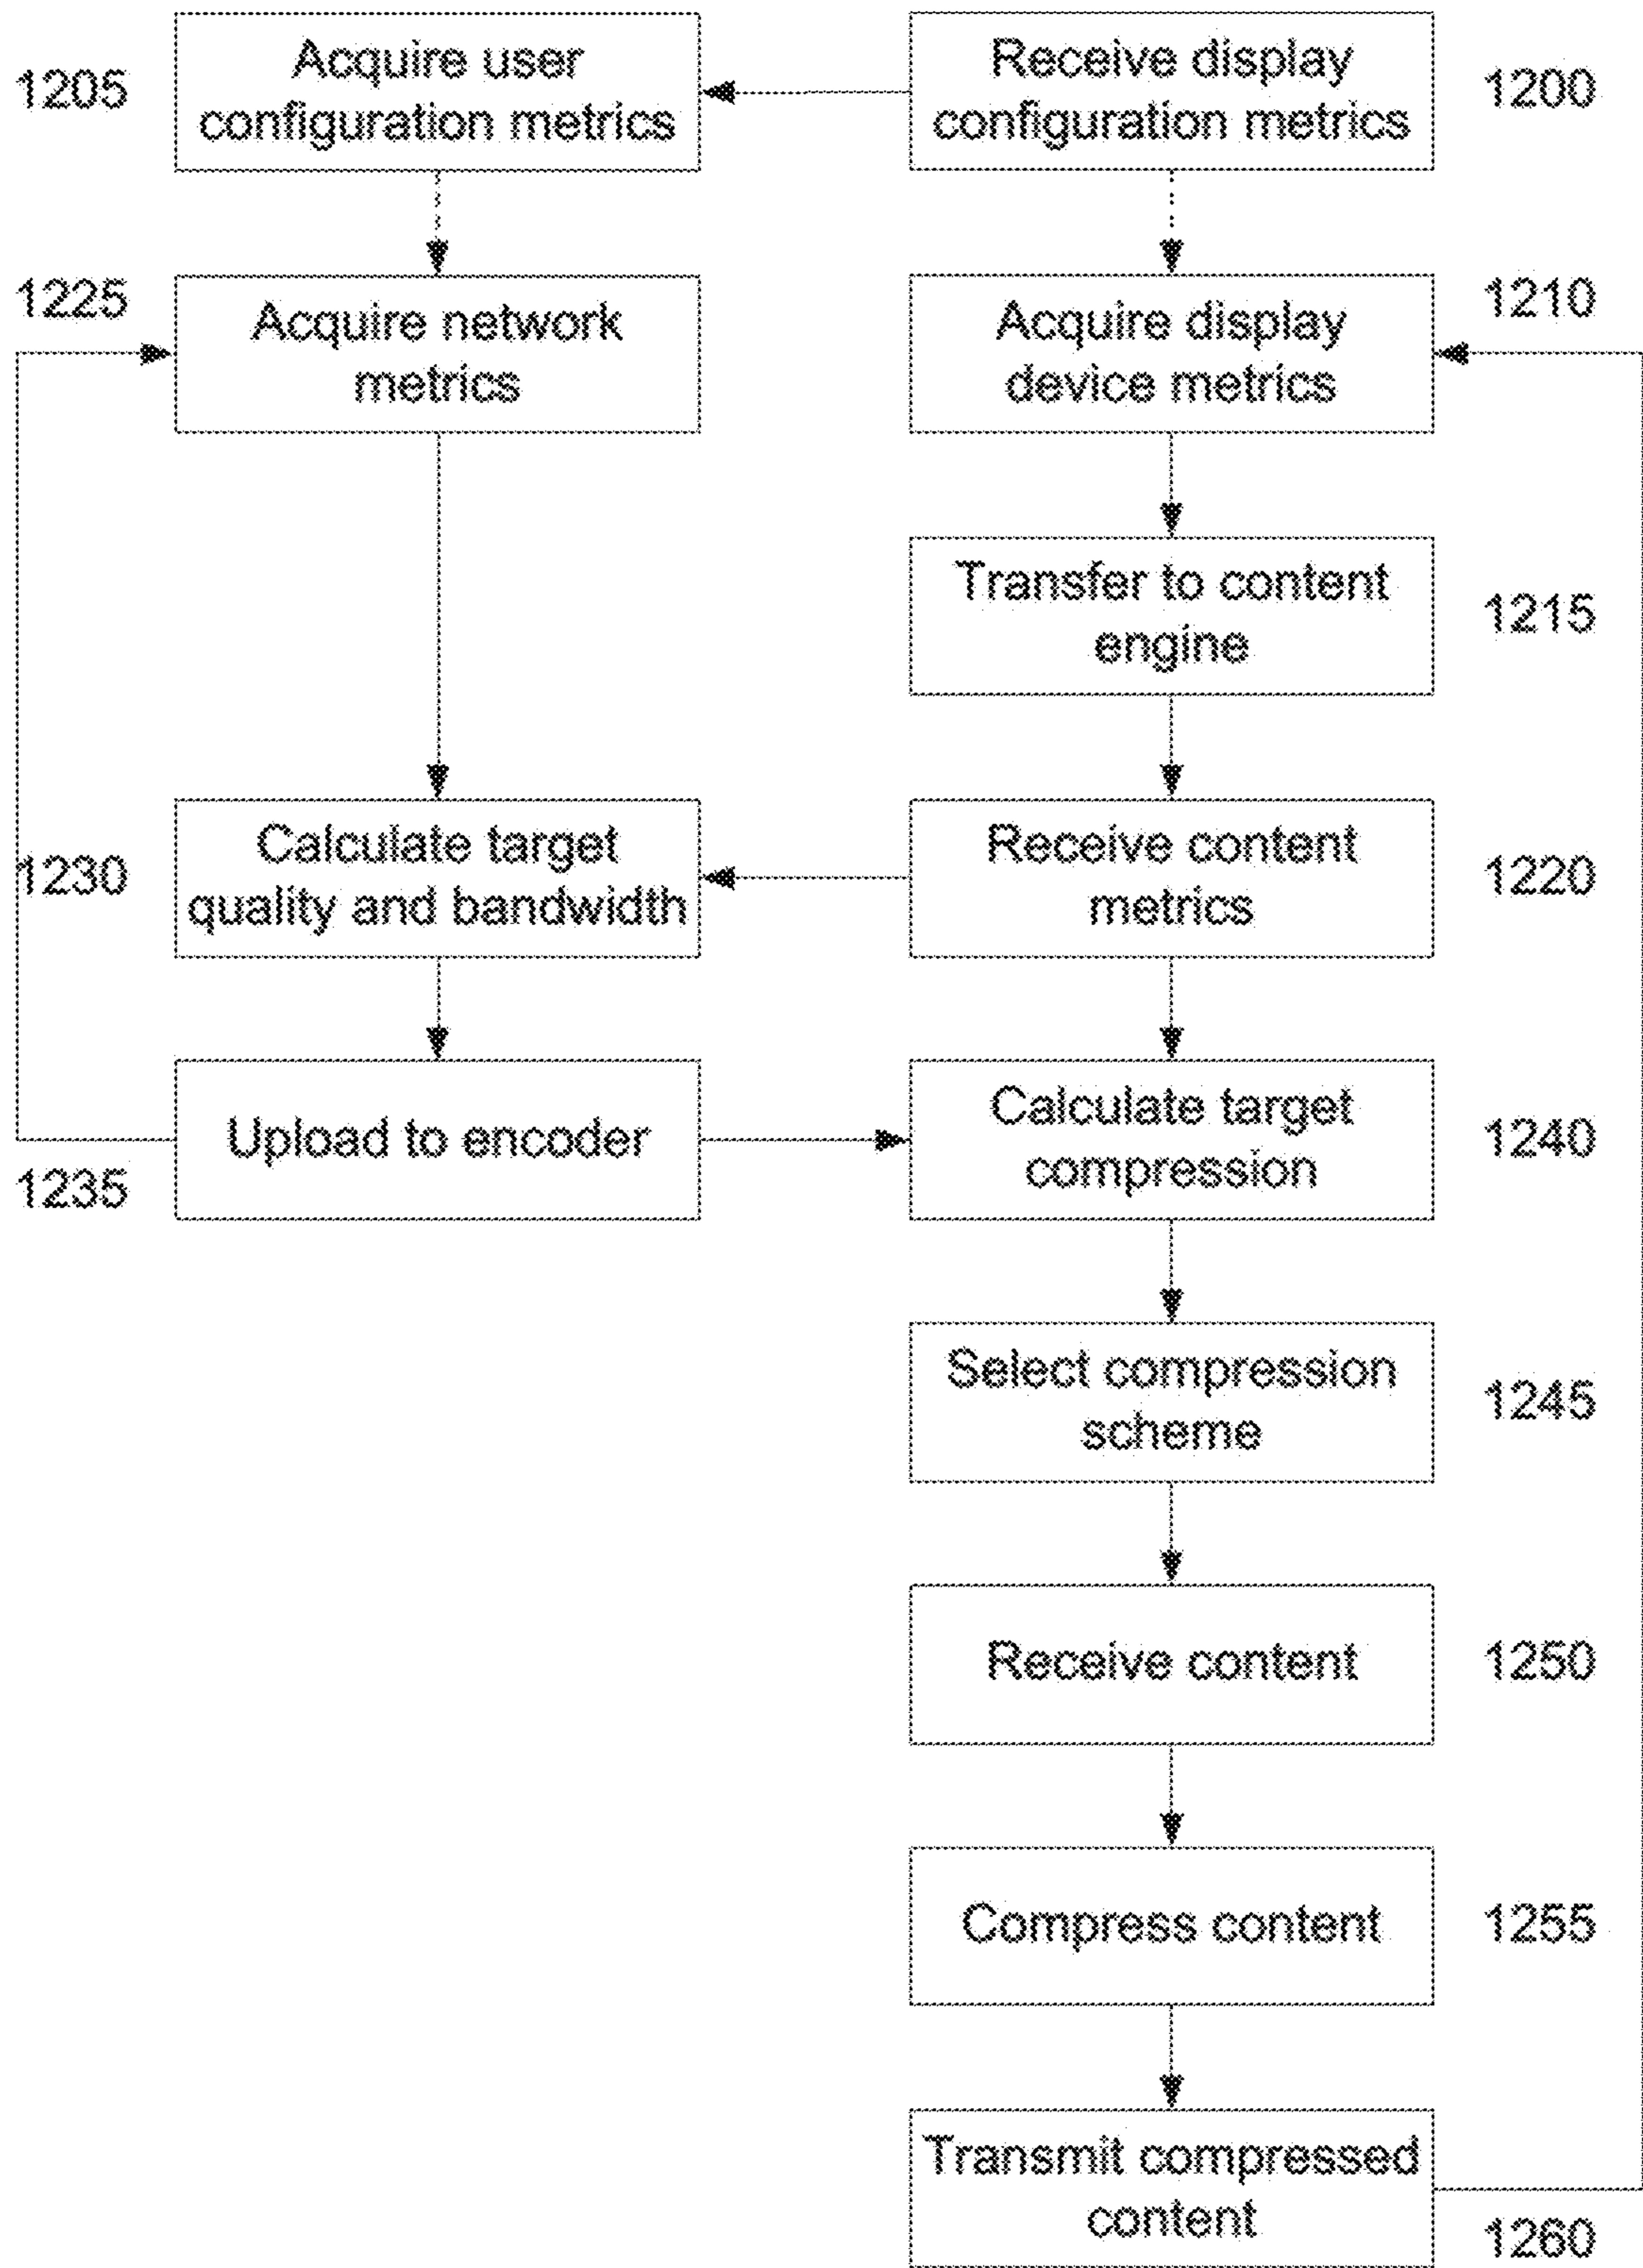 1205
Acquire user
configuration metrics
Receive display
configuration metrics
1200
1225
Acquire network
metrics
Acquire display
device metrics
1210
Transfer to content
engine
1215
1230
Calculate target
quality and bandwidth
Receive content
metrics
1220
1235
Upload to encoder
Calculate target
compression
1240
Select compression
scheme
1245
Receive content
1250
Compress content
1255
Transmit compressed
content
1260